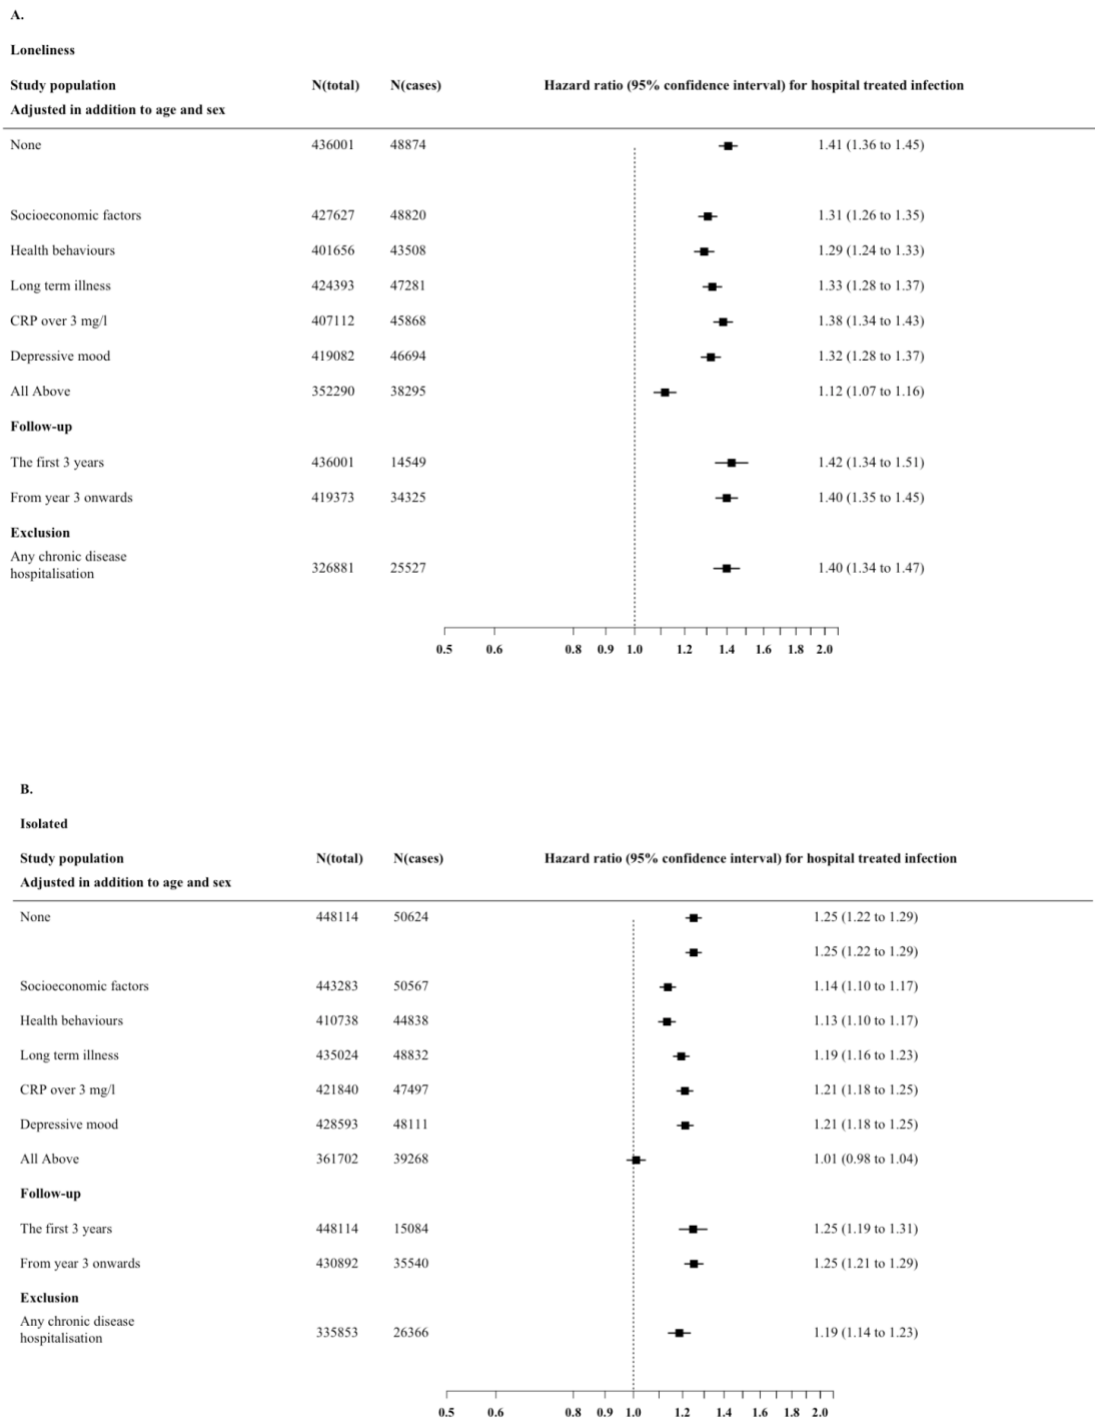 A.
Loneliness
Study population N(total) N(cases) Hazard ratio (95% confidence interval) for hospital treated infection
Adjusted in addition to age and sex
None 436001 48874 1.41 (1.36 to 1.45)
Socioeconomic factors 427627 48820 1.31 (1.26 to 1.35)
Health behaviours 401656 43508 1.29 (1.24 to 1.33)
Long term illness 424393 47281 1.33 (1.28 to 1.37)
CRP over 3 mg/l 407112 45868 1.38 (1.34 to 1.43)
Depressive mood 419082 46694 1.32 (1.28 to 1.37)
All Above 352290 38295 1.12 (1.07 to 1.16)
Follow-up
The first 3 years 436001 14549 1.42 (1.34 to 1.51)
From year 3 onwards 419373 34325 1.40 (1.35 to 1.45)
Exclusion
Any chronic disease
hospitalisation 326881 25527 1.40 (1.34 to 1.47)
0.5 0.6 0.8 0.9 1.0 1.2 1.4 1.6 1.8 2.0
B.
Isolated
Study population N(total) N(cases) Hazard ratio (95% confidence interval) for hospital treated infection
Adjusted in addition to age and sex
None 448114 50624 1.25 (1.22 to 1.29)
1.25 (1.22 to 1.29)
Socioeconomic factors 443283 50567 1.14 (1.10 to 1.17)
Health behaviours 410738 44838 1.13 (1.10 to 1.17)
Long term illness 435024 48832 1.19 (1.16 to 1.23)
CRP over 3 mg/l 421840 47497 1.21 (1.18 to 1.25)
Depressive mood 428593 48111 1.21 (1.18 to 1.25)
All Above 361702 39268 1.01 (0.98 to 1.04)
Follow-up
The first 3 years 448114 15084 1.25 (1.19 to 1.31)
From year 3 onwards 430892 35540 1.25 (1.21 to 1.29)
Exclusion
Any chronic disease
hospitalisation 335853 26366 1.19 (1.14 to 1.23)
0.5 0.6 0.8 0.9 1.0 1.2 1.4 1.6 1.8 2.0